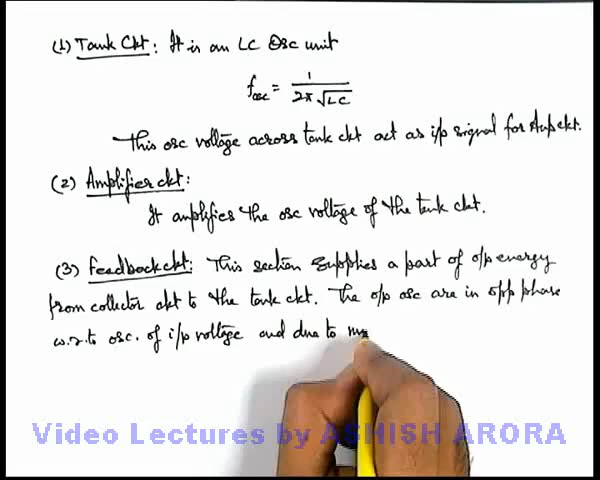 (1) Tank Ckt : It is an LC Osc unit
fosc = 1 / 2π√LC
This osc voltage across tank ckt act as i/p signal for Amp ckt.
(2) Amplifier ckt :
It amplifies the osc voltage of the tank ckt.
(3) Feedback ckt : This section supplies a part of o/p energy
from collector ckt to the tank ckt. The o/p osc are in opp phase
w.r.to osc. of i/p voltage and due to
Video Lectures by ASHISH ARORA